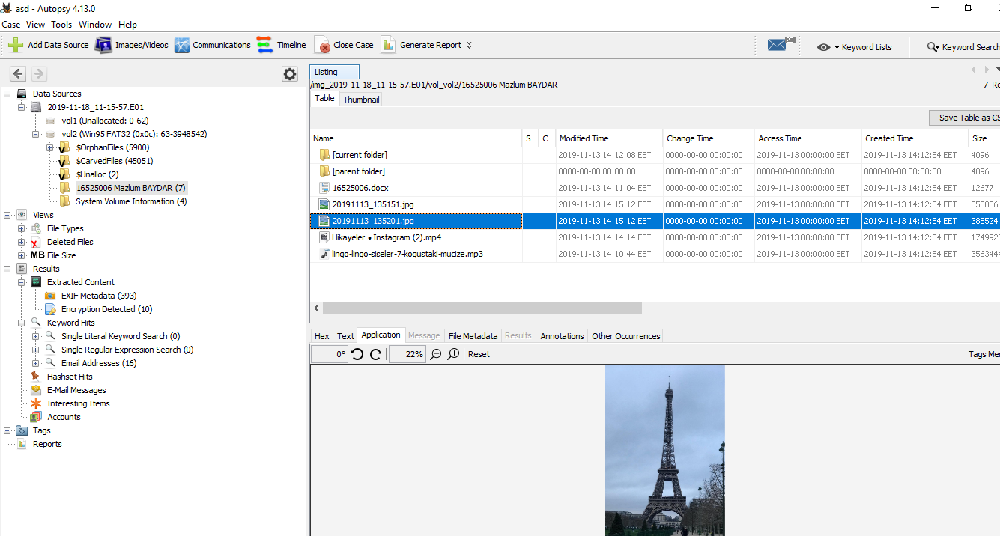 asd - Autopsy 4.13.0
Case View Tools Window Help
Add Data Source Images/Videos Communications Timeline Close Case Generate Report 23 Keyword Lists Keyword Search
Data Sources
2019-11-18_11-15-57.E01
vol1 (Unallocated: 0-62)
vol2 (Win95 FAT32 (0x0c): 63-3948542)
$OrphanFiles (5900)
$CarvedFiles (45051)
$Unalloc (2)
16525006 Mazlum BAYDAR (7)
System Volume Information (4)
Views
File Types
Deleted Files
MB File Size
Results
Extracted Content
EXIF Metadata (393)
Encryption Detected (10)
Keyword Hits
Single Literal Keyword Search (0)
Single Regular Expression Search (0)
Email Addresses (16)
Hashset Hits
E-Mail Messages
Interesting Items
Accounts
Tags
Reports
Listing
/img_2019-11-18_11-15-57.E01/vol_vol2/16525006 Mazlum BAYDAR 7 Re
Table Thumbnail
Save Table as CS
Name S C Modified Time Change Time Access Time Created Time Size
[current folder] 2019-11-13 14:12:08 EET 0000-00-00 00:00:00 2019-11-13 00:00:00 EET 2019-11-13 14:12:54 EET 4096
[parent folder] 0000-00-00 00:00:00 0000-00-00 00:00:00 0000-00-00 00:00:00 0000-00-00 00:00:00 4096
16525006.docx 2019-11-13 14:11:04 EET 0000-00-00 00:00:00 2019-11-13 00:00:00 EET 2019-11-13 14:12:54 EET 12677
20191113_135151.jpg 2019-11-13 14:15:12 EET 0000-00-00 00:00:00 2019-11-13 00:00:00 EET 2019-11-13 14:12:54 EET 550056
20191113_135201.jpg 2019-11-13 14:15:12 EET 0000-00-00 00:00:00 2019-11-13 00:00:00 EET 2019-11-13 14:12:54 EET 388524
Hikayeler • Instagram (2).mp4 2019-11-13 14:14:14 EET 0000-00-00 00:00:00 2019-11-13 00:00:00 EET 2019-11-13 14:12:54 EET 1749923
lingo-lingo-siseler-7-kogustaki-mucize.mp3 2019-11-13 14:10:44 EET 0000-00-00 00:00:00 2019-11-13 00:00:00 EET 2019-11-13 14:12:54 EET 3563444
Hex Text Application Message File Metadata Results Annotations Other Occurrences
0° 22% Reset Tags Me